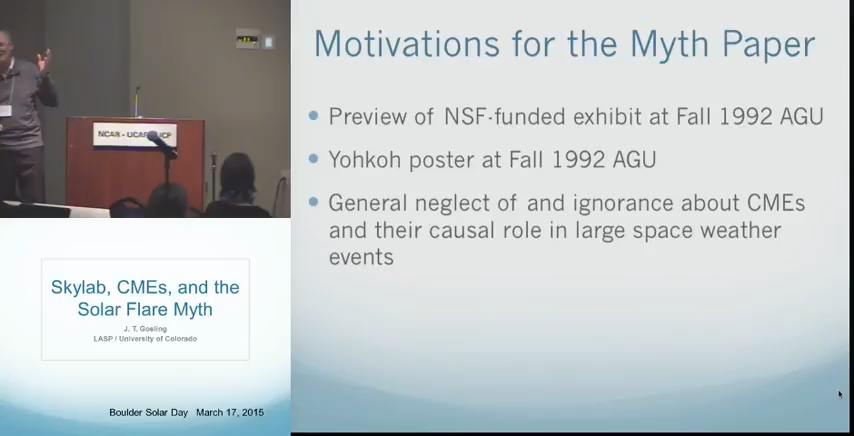 NCAR - UCAR - UCP
Skylab, CMEs, and the
Solar Flare Myth
J. T. Gosling
LASP / University of Colorado
Boulder Solar Day March 17, 2015
Motivations for the Myth Paper
Preview of NSF-funded exhibit at Fall 1992 AGU
Yohkoh poster at Fall 1992 AGU
General neglect of and ignorance about CMEs
and their causal role in large space weather
events